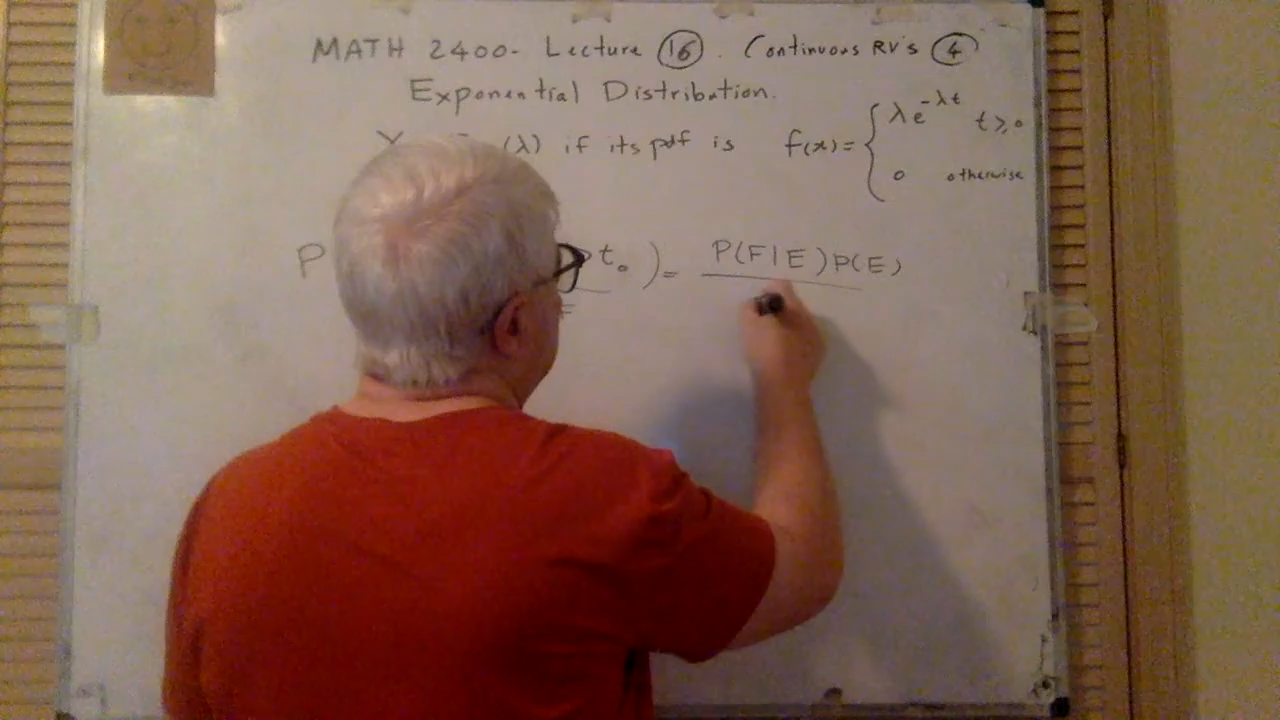 MATH 2400- Lecture 16. Continuous RV's 4
Exponential Distribution.
X (λ) if its pdf is f(x)= { λe^{-λt} t≥0
0 otherwise
P t₀ ) = P(F|E)P(E)